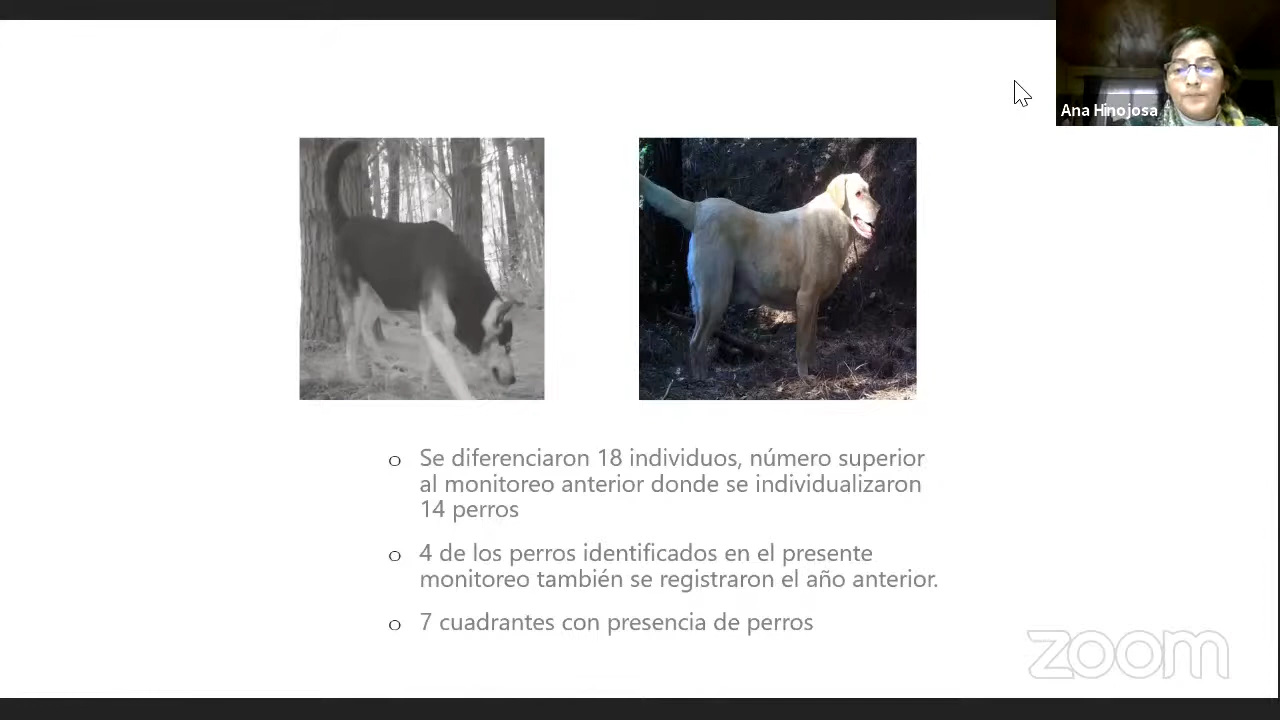 Ana Hinojosa
o Se diferenciaron 18 individuos, número superior
al monitoreo anterior donde se individualizaron
14 perros
o 4 de los perros identificados en el presente
monitoreo también se registraron el año anterior.
o 7 cuadrantes con presencia de perros
zoom